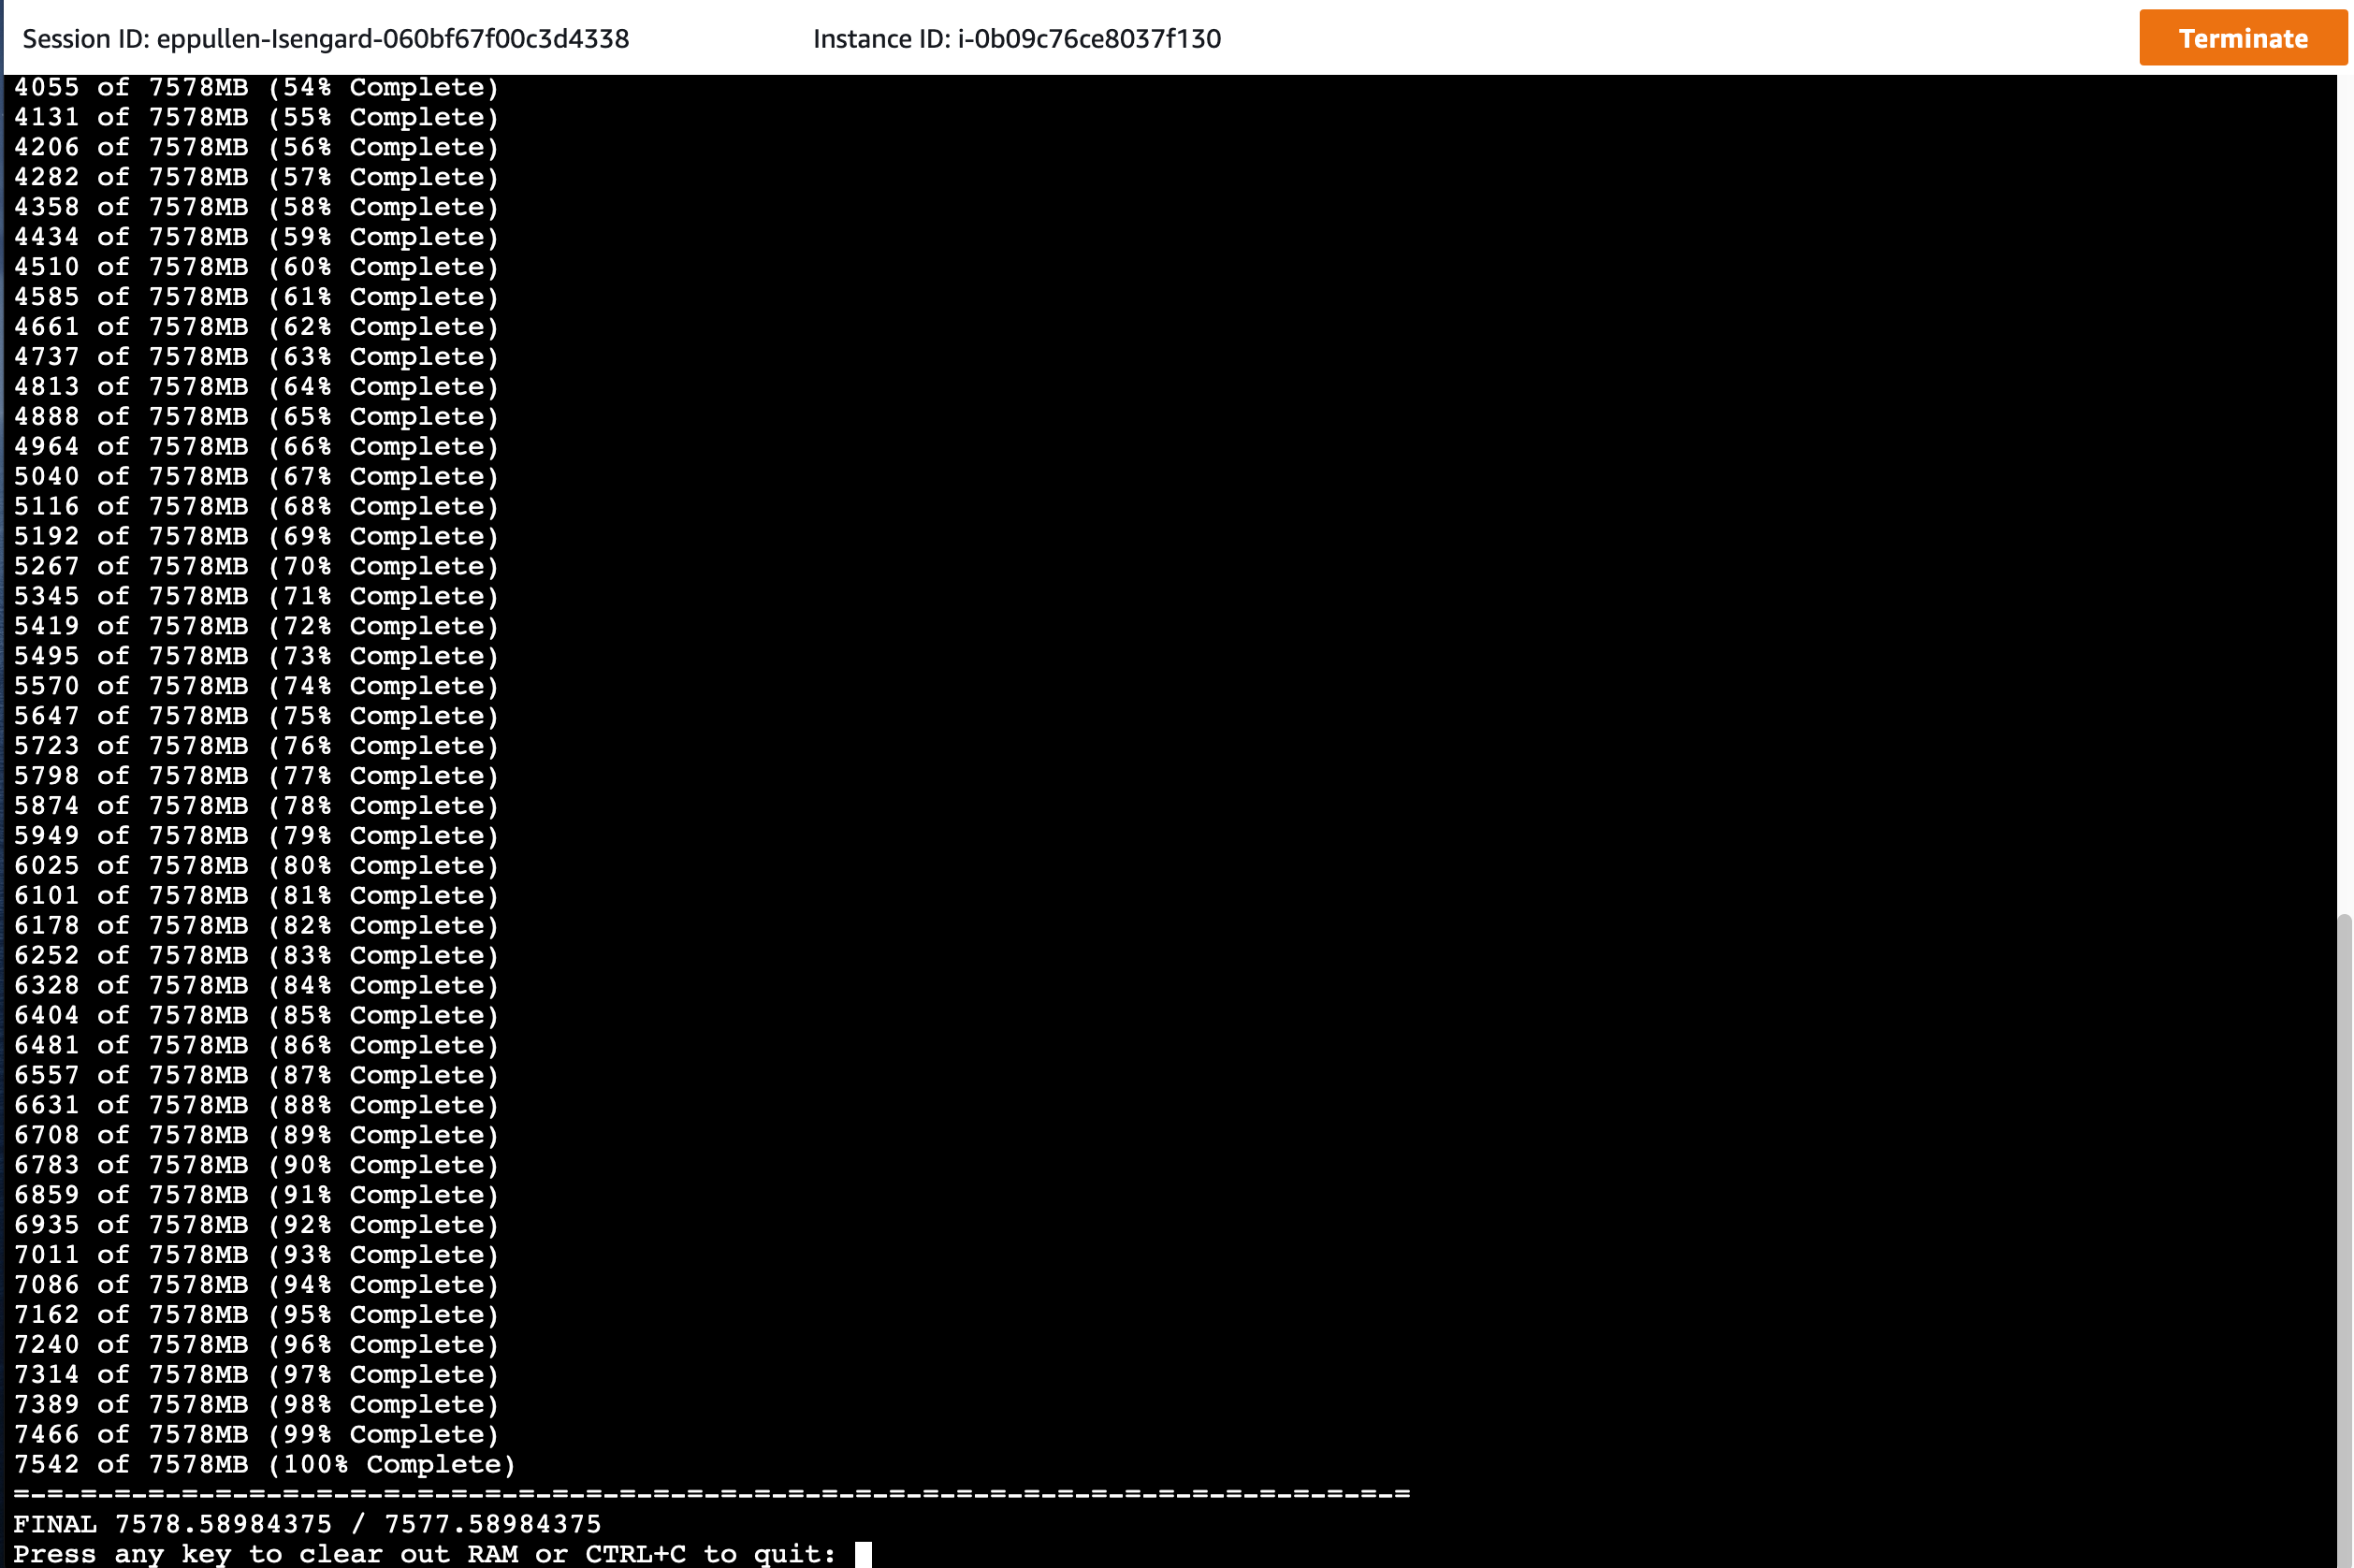 Session ID: eppullen-Isengard-060bf67f00c3d4338 Instance ID: i-0b09c76ce8037f130 Terminate
4055 of 7578MB (54% Complete)
4131 of 7578MB (55% Complete)
4206 of 7578MB (56% Complete)
4282 of 7578MB (57% Complete)
4358 of 7578MB (58% Complete)
4434 of 7578MB (59% Complete)
4510 of 7578MB (60% Complete)
4585 of 7578MB (61% Complete)
4661 of 7578MB (62% Complete)
4737 of 7578MB (63% Complete)
4813 of 7578MB (64% Complete)
4888 of 7578MB (65% Complete)
4964 of 7578MB (66% Complete)
5040 of 7578MB (67% Complete)
5116 of 7578MB (68% Complete)
5192 of 7578MB (69% Complete)
5267 of 7578MB (70% Complete)
5345 of 7578MB (71% Complete)
5419 of 7578MB (72% Complete)
5495 of 7578MB (73% Complete)
5570 of 7578MB (74% Complete)
5647 of 7578MB (75% Complete)
5723 of 7578MB (76% Complete)
5798 of 7578MB (77% Complete)
5874 of 7578MB (78% Complete)
5949 of 7578MB (79% Complete)
6025 of 7578MB (80% Complete)
6101 of 7578MB (81% Complete)
6178 of 7578MB (82% Complete)
6252 of 7578MB (83% Complete)
6328 of 7578MB (84% Complete)
6404 of 7578MB (85% Complete)
6481 of 7578MB (86% Complete)
6557 of 7578MB (87% Complete)
6631 of 7578MB (88% Complete)
6708 of 7578MB (89% Complete)
6783 of 7578MB (90% Complete)
6859 of 7578MB (91% Complete)
6935 of 7578MB (92% Complete)
7011 of 7578MB (93% Complete)
7086 of 7578MB (94% Complete)
7162 of 7578MB (95% Complete)
7240 of 7578MB (96% Complete)
7314 of 7578MB (97% Complete)
7389 of 7578MB (98% Complete)
7466 of 7578MB (99% Complete)
7542 of 7578MB (100% Complete)
=-=-=-=-=-=-=-=-=-=-=-=-=-=-=-=-=-=-=-=-=-=-=-=-=-=-=-=-=-=-=-=-=-=-=-=-=-=-=-=-=-=
FINAL 7578.58984375 / 7577.58984375
Press any key to clear out RAM or CTRL+C to quit: